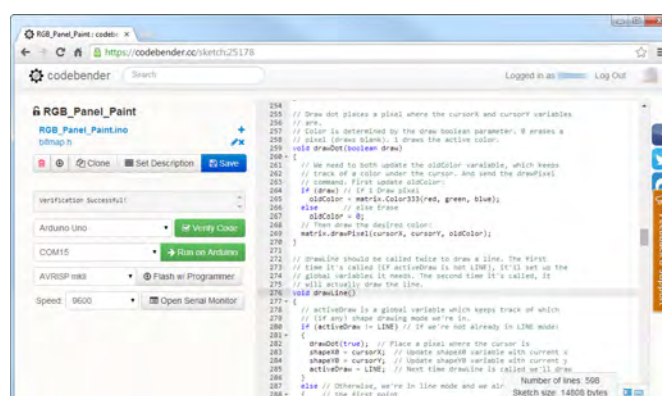 RGB_Panel_Paint : codeb
https://codebender.cc/sketch:25178
codebender
Search
Logged in as
Log Out
RGB_Panel_Paint
RGB_Panel_Paint.ino
bitmap.h
Clone
Set Description
Save
Verification Successful!
Arduino Uno
Verify Code
COM15
Run on Arduino
AVRISP mkII
Flash w/ Programmer
Speed: 9600
Open Serial Monitor
254
255 // Draw dot places a pixel where the cursorX and cursorY variables
256 // are.
257 // Color is determined by the draw boolean parameter. 0 erases a
258 // pixel (draws blank). 1 draws the active color.
259 void drawDot(boolean draw)
260 {
261 // We need to both update the oldColor varaiable, which keeps
262 // track of a color under the cursor. And send the drawPixel
263 // command. First update oldColor:
264 if (draw) // if 1 Draw pixel
265 oldColor = matrix.Color333(red, green, blue);
266 else // else Erase
267 oldColor = 0;
268 // Then draw the desired color:
269 matrix.drawPixel(cursorX, cursorY, oldColor);
270 }
271
272 // drawLine should be called twice to draw a line. The first
273 // time it's called (if activeDraw is not LINE), it'll set up the
274 // global variables it needs. The second time it's called, it
275 // will actually draw the line.
276 void drawLine()
277 {
278 // activeDraw is a global variable which keeps track of which
279 // (if any) shape drawing mode we're in.
280 if (activeDraw != LINE) // if we're not already in LINE mode:
281 {
282 drawDot(true); // Place a pixel where the cursor is
283 shapeX0 = cursorX; // Update shapeX0 variable with current x
284 shapeY0 = cursorY; // Update shapeY0 variable with current y
285 activeDraw = LINE; // Next time drawLine is called we'll draw
286 }
287 else // Otherwise, we're in line mode and we alr
288 { // the first point
Number of lines: 598
Sketch size: 14808 bytes